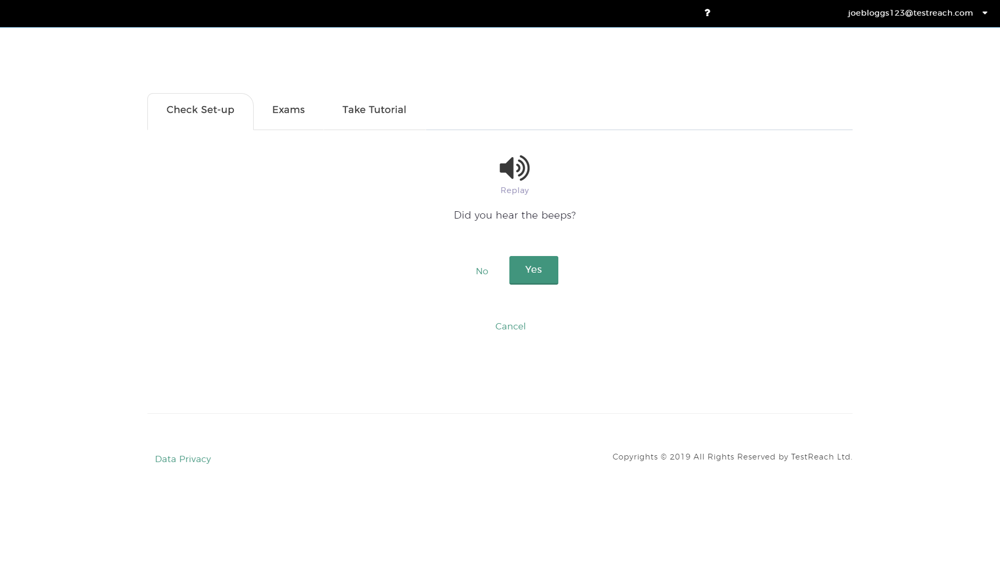 ? joebloggs123@testreach.com
Check Set-up Exams Take Tutorial
Replay
Did you hear the beeps?
No Yes
Cancel
Data Privacy Copyrights © 2019 All Rights Reserved by TestReach Ltd.